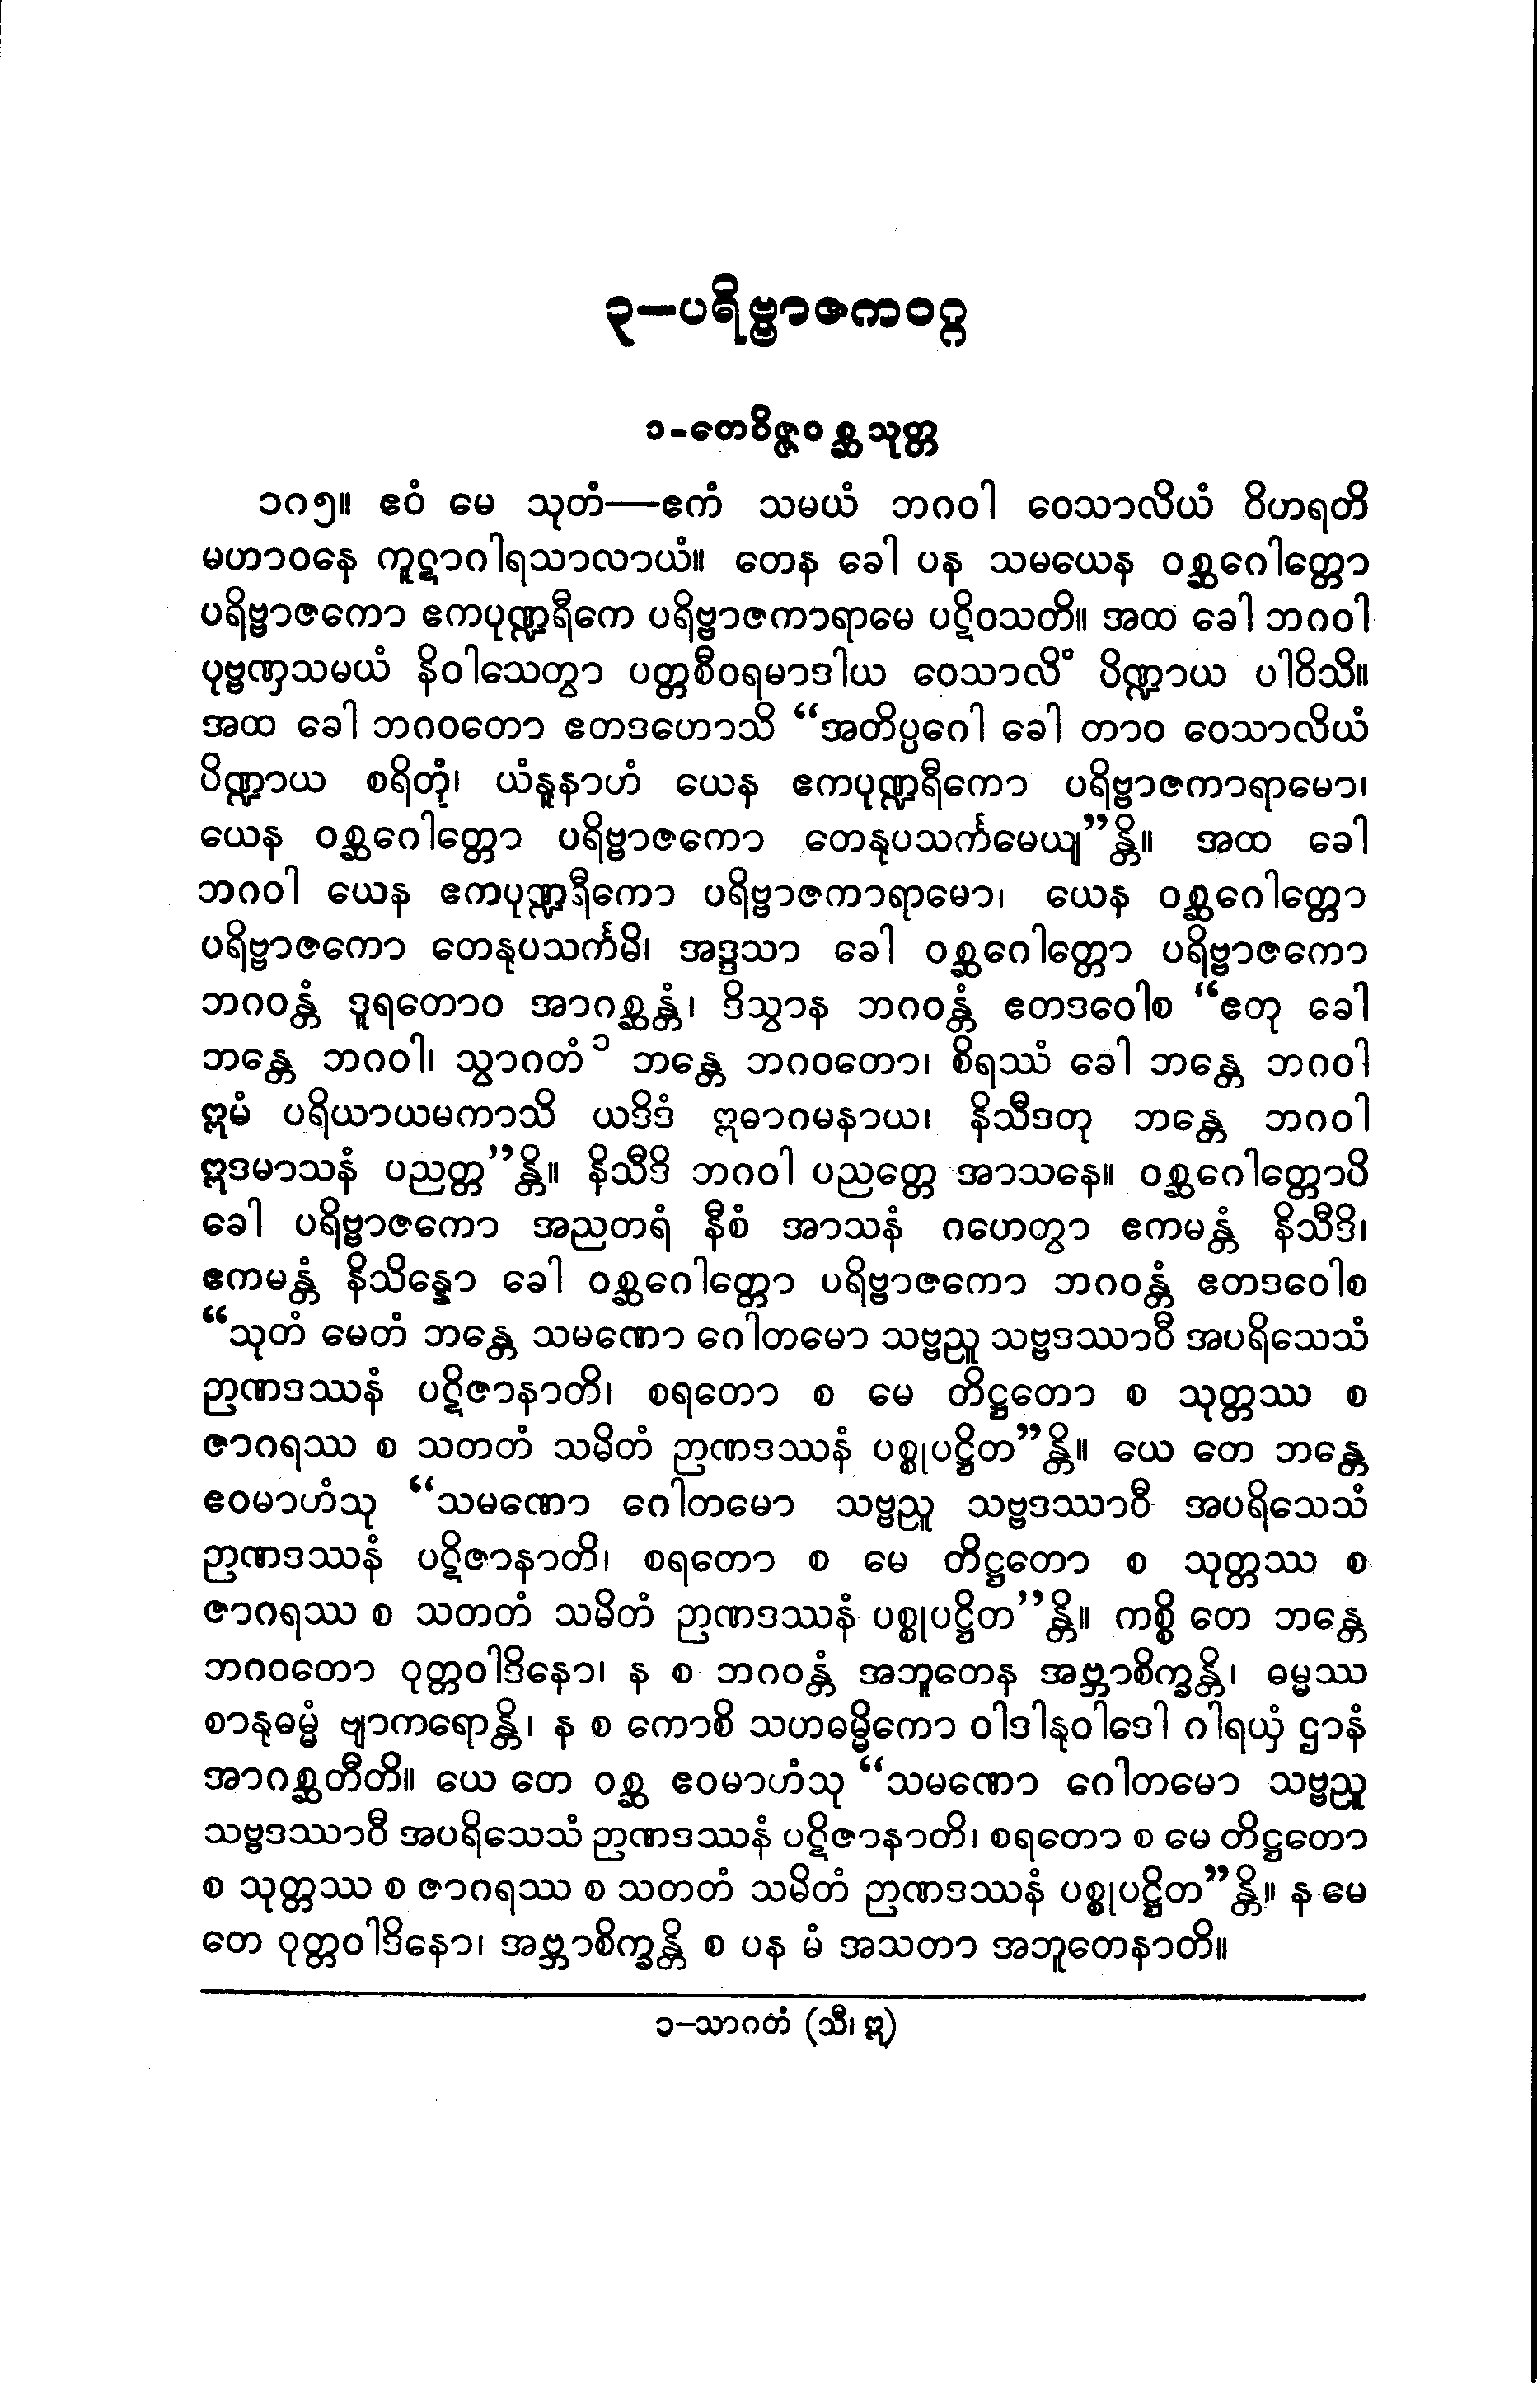 ၃–ပရိဗ္ဗာဇကဝဂ္ဂ
၁-တေဝိဇ္ဇဝစ္ဆသုတ္တ
၁၈၅။ ဧဝံ မေ သုတံ—ဧကံ သမယံ ဘဂဝါ ဝေသာလိယံ ဝိဟရတိ
မဟာဝနေ ကူဋာဂါရသာလာယံ။ တေန ခေါ ပန သမယေန ဝစ္ဆဂေါတ္တော
ပရိဗ္ဗာဇကော ဧကပုဏ္ဍရီကေ ပရိဗ္ဗာဇကာရာမေ ပဋိဝသတိ။ အထ ခေါ ဘဂဝါ
ပုဗ္ဗဏှသမယံ နိဝါသေတွာ ပတ္တစီဝရမာဒါယ ဝေသာလိံ ပိဏ္ဍာယ ပါဝိသိ။
အထ ခေါ ဘဂဝတော ဧတဒဟောသိ “အတိပ္ပဂေါ ခေါ တာဝ ဝေသာလိယံ
ပိဏ္ဍာယ စရိတုံ၊ ယံနူနာဟံ ယေန ဧကပုဏ္ဍရီကော ပရိဗ္ဗာဇကာရာမော၊
ယေန ဝစ္ဆဂေါတ္တော ပရိဗ္ဗာဇကော တေနုပသင်္ကမေယျ”န္တိ။ အထ ခေါ
ဘဂဝါ ယေန ဧကပုဏ္ဍရီကော ပရိဗ္ဗာဇကာရာမော၊ ယေန ဝစ္ဆဂေါတ္တော
ပရိဗ္ဗာဇကော တေနုပသင်္ကမိ၊ အဒ္ဒသာ ခေါ ဝစ္ဆဂေါတ္တော ပရိဗ္ဗာဇကော
ဘဂဝန္တံ ဒူရတောဝ အာဂစ္ဆန္တံ၊ ဒိသွာန ဘဂဝန္တံ ဧတဒဝေါစ “ဧတု ခေါ
ဘန္တေ ဘဂဝါ၊ သွာဂတံ ၁ ဘန္တေ ဘဂဝတော၊ စိရဿံ ခေါ ဘန္တေ ဘဂဝါ
ဣမံ ပရိယာယမကာသိ ယဒိဒံ ဣဓာဂမနာယ၊ နိသီဒတု ဘန္တေ ဘဂဝါ
ဣဒမာသနံ ပညတ္တ”န္တိ။ နိသီဒိ ဘဂဝါ ပညတ္တေ အာသနေ။ ဝစ္ဆဂေါတ္တောပိ
ခေါ ပရိဗ္ဗာဇကော အညတရံ နီစံ အာသနံ ဂဟေတွာ ဧကမန္တံ နိသီဒိ၊
ဧကမန္တံ နိသိန္နော ခေါ ဝစ္ဆဂေါတ္တော ပရိဗ္ဗာဇကော ဘဂဝန္တံ ဧတဒဝေါစ
“သုတံ မေတံ ဘန္တေ သမဏော ဂေါတမော သဗ္ဗညူ သဗ္ဗဒဿာဝီ အပရိသေသံ
ဉာဏဒဿနံ ပဋိဇာနာတိ၊ စရတော စ မေ တိဋ္ဌတော စ သုတ္တဿ စ
ဇာဂရဿ စ သတတံ သမိတံ ဉာဏဒဿနံ ပစ္စုပဋ္ဌိတ”န္တိ။ ယေ တေ ဘန္တေ
ဧဝမာဟံသု “သမဏော ဂေါတမော သဗ္ဗညူ သဗ္ဗဒဿာဝီ အပရိသေသံ
ဉာဏဒဿနံ ပဋိဇာနာတိ၊ စရတော စ မေ တိဋ္ဌတော စ သုတ္တဿ စ
ဇာဂရဿ စ သတတံ သမိတံ ဉာဏဒဿနံ ပစ္စုပဋ္ဌိတ”န္တိ။ ကစ္စိ တေ ဘန္တေ
ဘဂဝတော ဝုတ္တဝါဒိနော၊ န စ ဘဂဝန္တံ အဘူတေန အဗ္ဘာစိက္ခန္တိ၊ ဓမ္မဿ
စာနုဓမ္မံ ဗျာကရောန္တိ၊ န စ ကောစိ သဟဓမ္မိကော ဝါဒါနုဝါဒေါ ဂါရယှံ ဌာနံ
အာဂစ္ဆတီတိ။ ယေ တေ ဝစ္ဆ ဧဝမာဟံသု “သမဏော ဂေါတမော သဗ္ဗညူ
သဗ္ဗဒဿာဝီ အပရိသေသံ ဉာဏဒဿနံ ပဋိဇာနာတိ၊ စရတော စ မေ တိဋ္ဌတော
စ သုတ္တဿ စ ဇာဂရဿ စ သတတံ သမိတံ ဉာဏဒဿနံ ပစ္စုပဋ္ဌိတ”န္တိ။ န မေ
တေ ဝုတ္တဝါဒိနော၊ အဗ္ဘာစိက္ခန္တိ စ ပန မံ အသတာ အဘူတေနာတိ။
၁–သာဂတံ (သီ၊ ဣ)